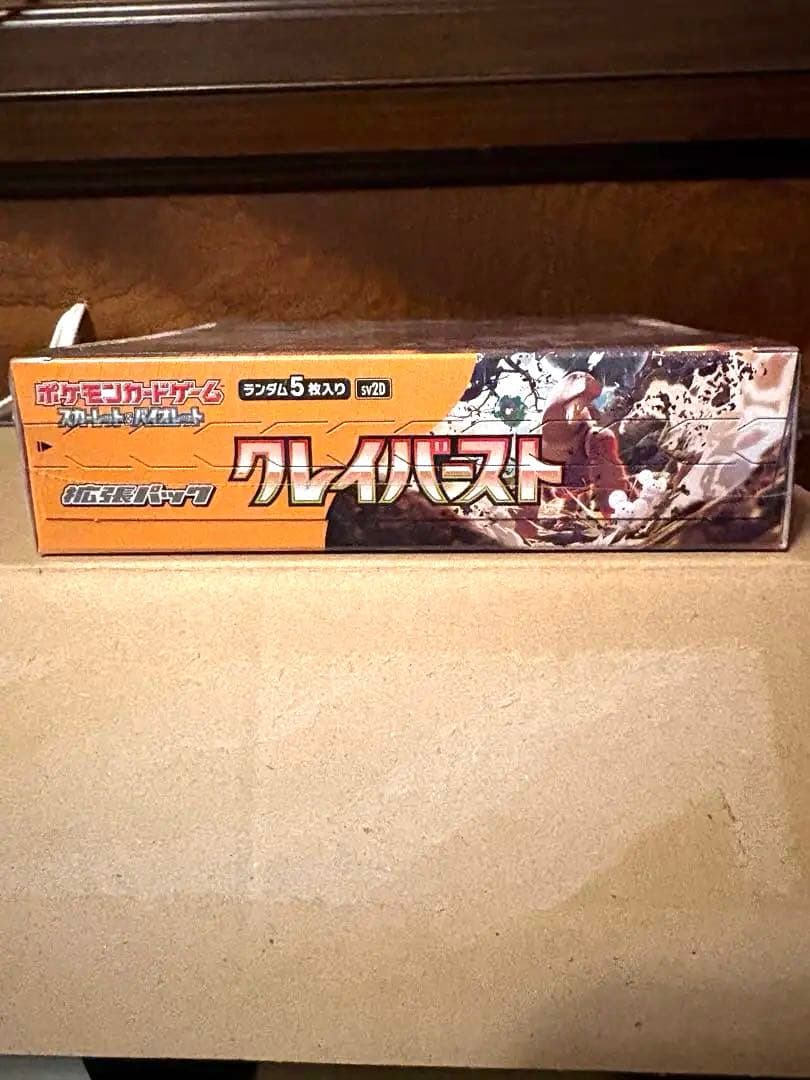 ポケモンカードゲーム
スカーレット&バイオレット
ランダム5枚入り
SV2D
拡張パック
クレイバースト